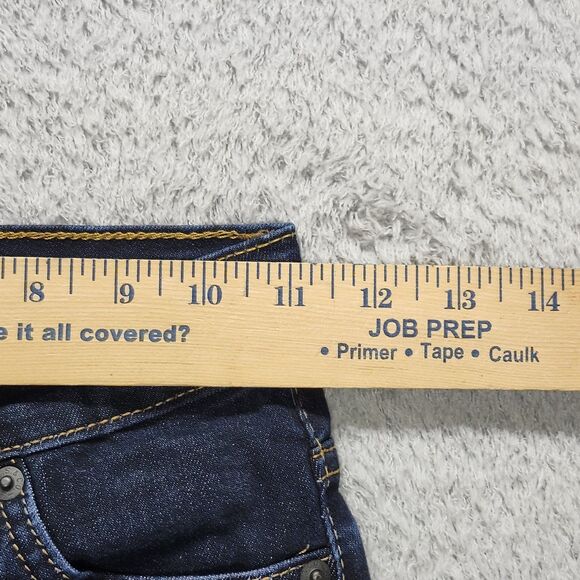 8 9 10 11 12 13 14
e it all covered? JOB PREP
• Primer • Tape • Caulk